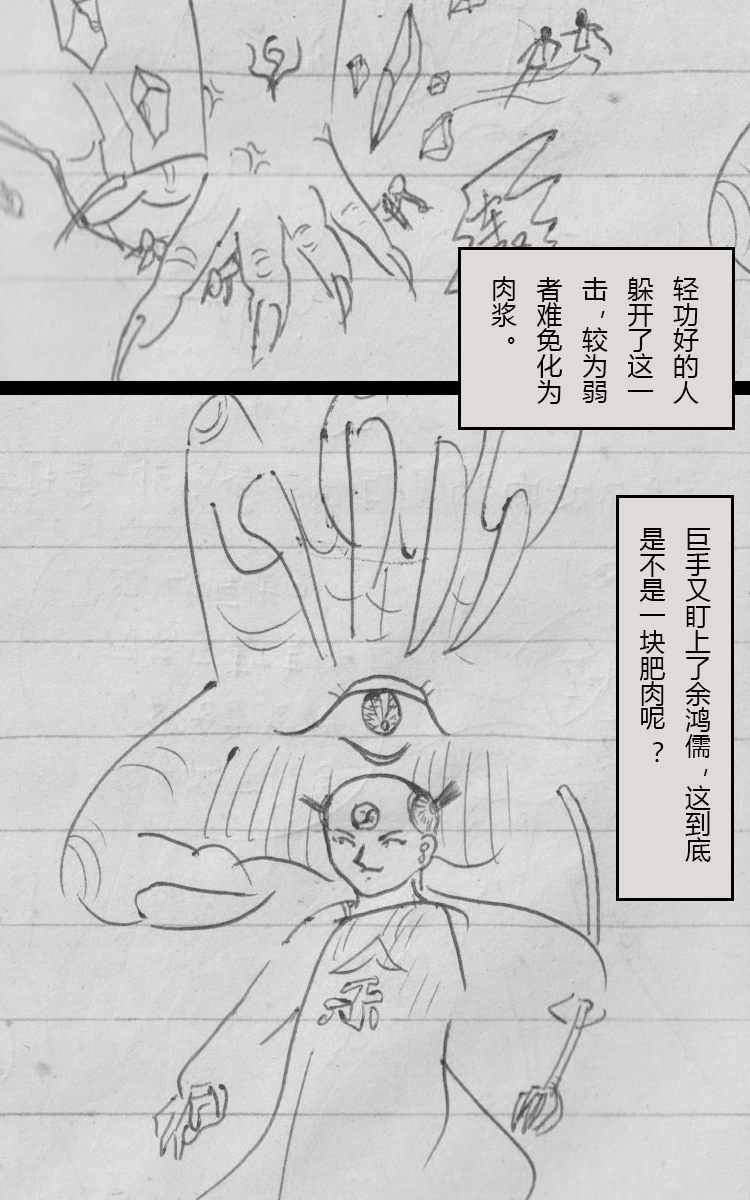 轻功好的人
躲开了这一
击，较为弱
者难免化为
肉浆。
巨手又盯上了余鸿儒，这到底
是不是一块肥肉呢？
余